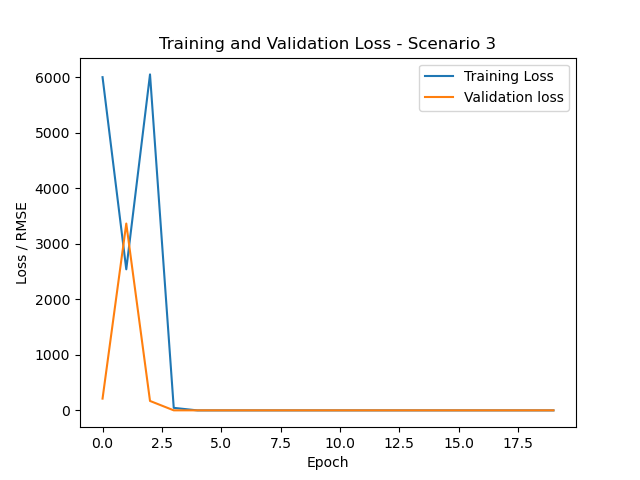 Training and Validation Loss - Scenario 3
Training Loss
Validation loss
Loss / RMSE
6000
5000
4000
3000
2000
1000
0
0.0 2.5 5.0 7.5 10.0 12.5 15.0 17.5
Epoch